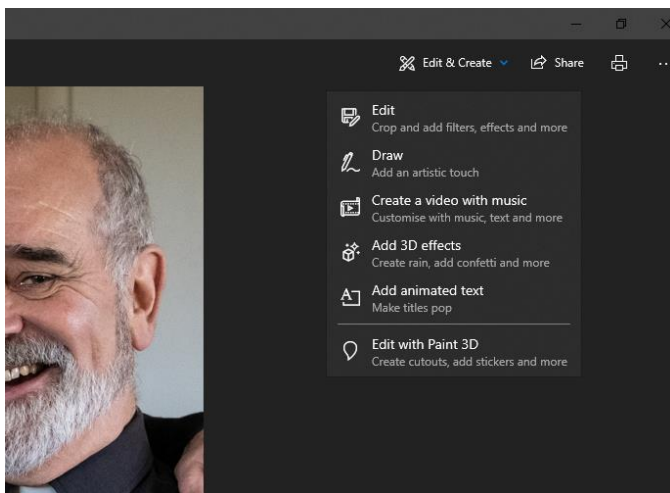 Edit & Create
Share
Edit
Crop and add filters, effects and more
Draw
Add an artistic touch
Create a video with music
Customise with music, text and more
Add 3D effects
Create rain, add confetti and more
Add animated text
Make titles pop
Edit with Paint 3D
Create cutouts, add stickers and more